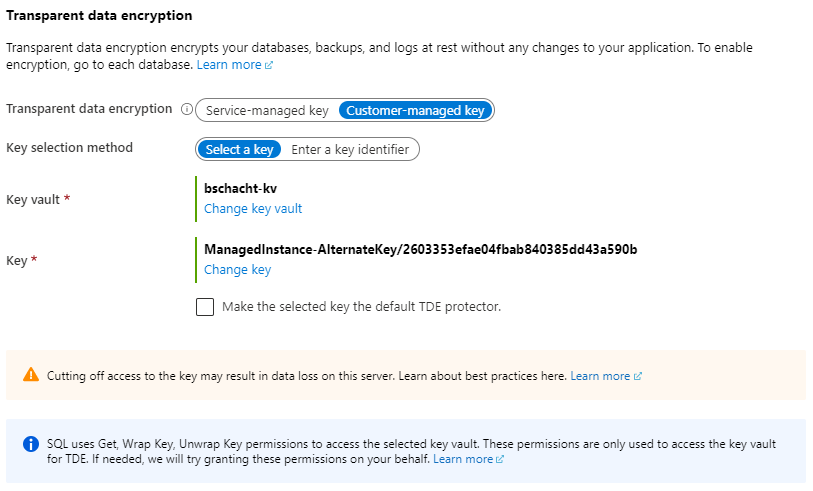 Transparent data encryption
Transparent data encryption encrypts your databases, backups, and logs at rest without any changes to your application. To enable
encryption, go to each database. Learn more
Transparent data encryption Service-managed key Customer-managed key
Key selection method Select a key Enter a key identifier
Key vault * bschacht-kv
Change key vault
Key * ManagedInstance-AlternateKey/2603353efae04fbab840385dd43a590b
Change key
Make the selected key the default TDE protector.
Cutting off access to the key may result in data loss on this server. Learn about best practices here. Learn more
SQL uses Get, Wrap Key, Unwrap Key permissions to access the selected key vault. These permissions are only used to access the key vault
for TDE. If needed, we will try granting these permissions on your behalf. Learn more